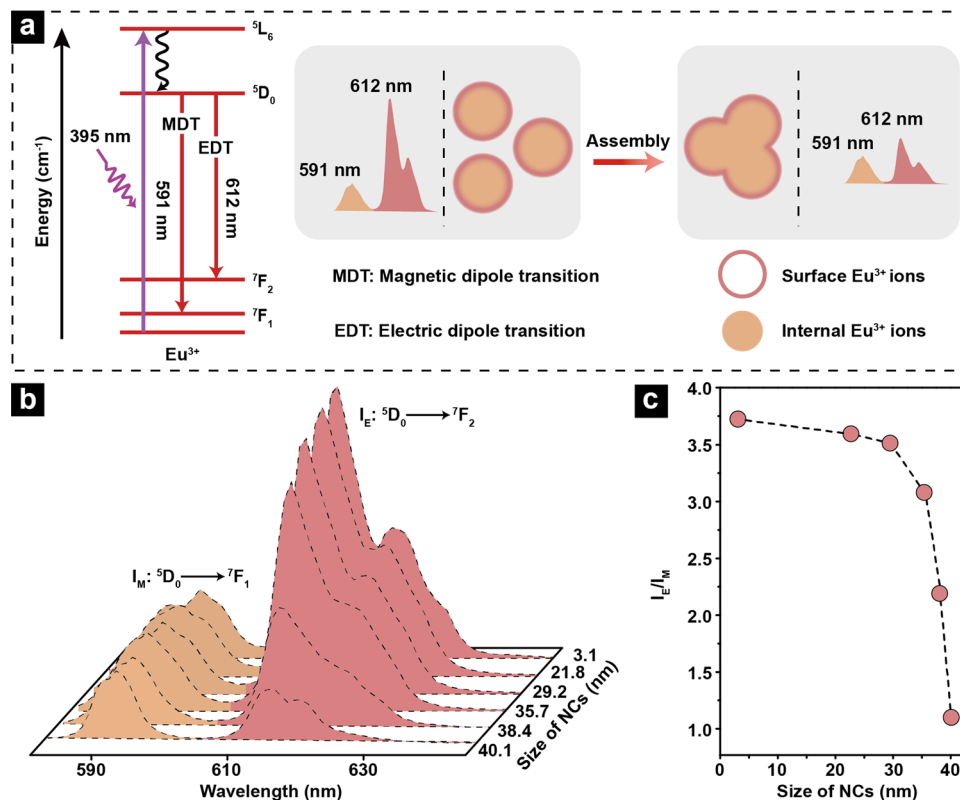 a
⁵L₆
⁵D₀
MDT
EDT
395 nm
591 nm
612 nm
⁷F₂
⁷F₁
Eu³⁺
Energy (cm⁻¹)
612 nm
591 nm
Assembly
612 nm
591 nm
MDT: Magnetic dipole transition
EDT: Electric dipole transition
Surface Eu³⁺ ions
Internal Eu³⁺ ions
b
I_E: ⁵D₀ → ⁷F₂
I_M: ⁵D₀ → ⁷F₁
3.1
21.8
29.2
35.7
38.4
40.1
Size of NCs (nm)
590 610 630
Wavelength (nm)
c
4.0
3.5
3.0
2.5
2.0
1.5
1.0
I_E/I_M
0 10 20 30 40
Size of NCs (nm)